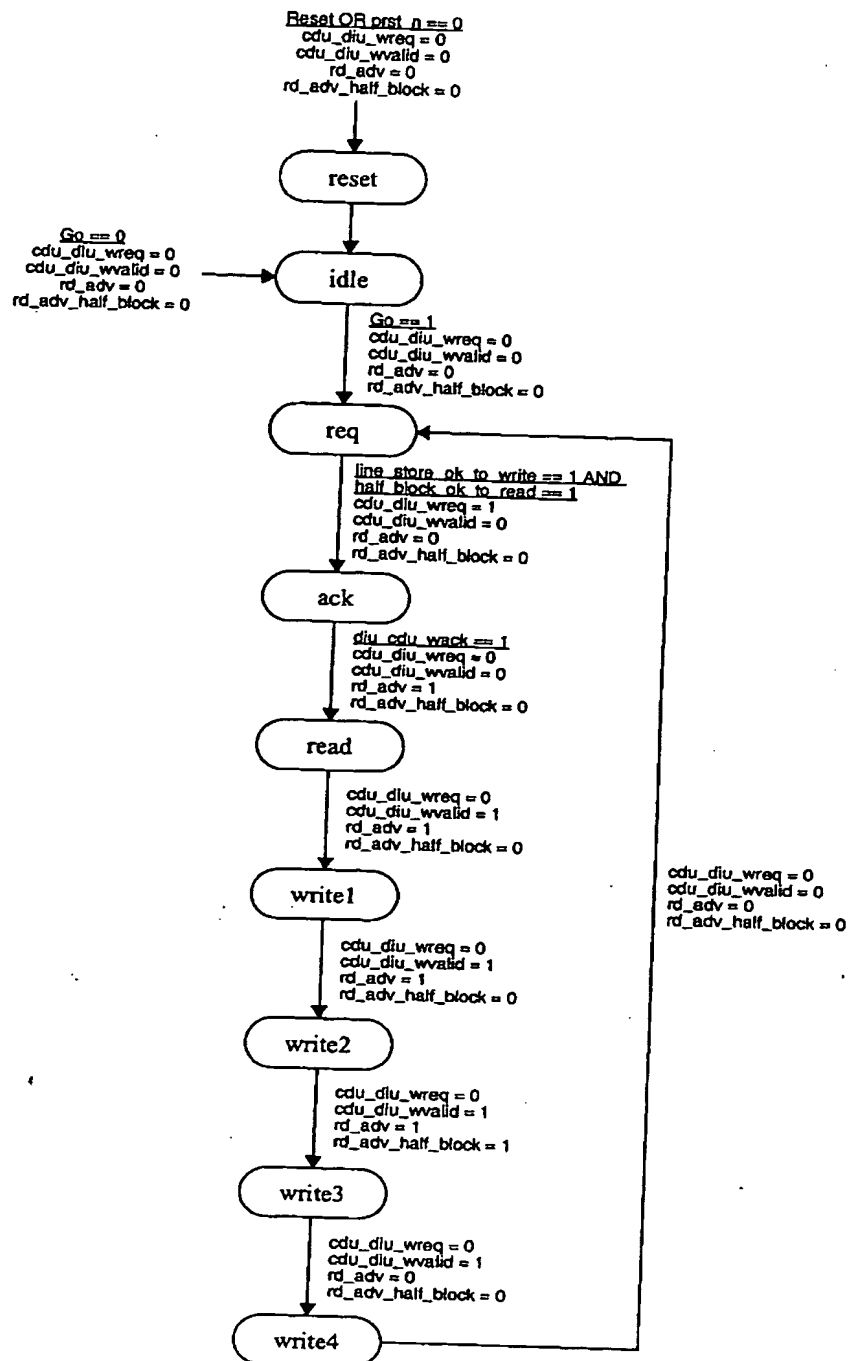 Reset OR prst_n == 0
cdu_diu_wreq = 0
cdu_diu_wvalid = 0
rd_adv = 0
rd_adv_half_block = 0
reset
Go == 0
cdu_diu_wreq = 0
cdu_diu_wvalid = 0
rd_adv = 0
rd_adv_half_block = 0
idle
Go == 1
cdu_diu_wreq = 0
cdu_diu_wvalid = 0
rd_adv = 0
rd_adv_half_block = 0
req
line_store_ok_to_write == 1 AND
half_block_ok_to_read == 1
cdu_diu_wreq = 1
cdu_diu_wvalid = 0
rd_adv = 0
rd_adv_half_block = 0
ack
diu_cdu_wack == 1
cdu_diu_wreq = 0
cdu_diu_wvalid = 0
rd_adv = 1
rd_adv_half_block = 0
read
cdu_diu_wreq = 0
cdu_diu_wvalid = 1
rd_adv = 1
rd_adv_half_block = 0
write1
cdu_diu_wreq = 0
cdu_diu_wvalid = 0
rd_adv = 0
rd_adv_half_block = 0
cdu_diu_wreq = 0
cdu_diu_wvalid = 1
rd_adv = 1
rd_adv_half_block = 0
write2
cdu_diu_wreq = 0
cdu_diu_wvalid = 1
rd_adv = 1
rd_adv_half_block = 1
write3
cdu_diu_wreq = 0
cdu_diu_wvalid = 1
rd_adv = 0
rd_adv_half_block = 0
write4